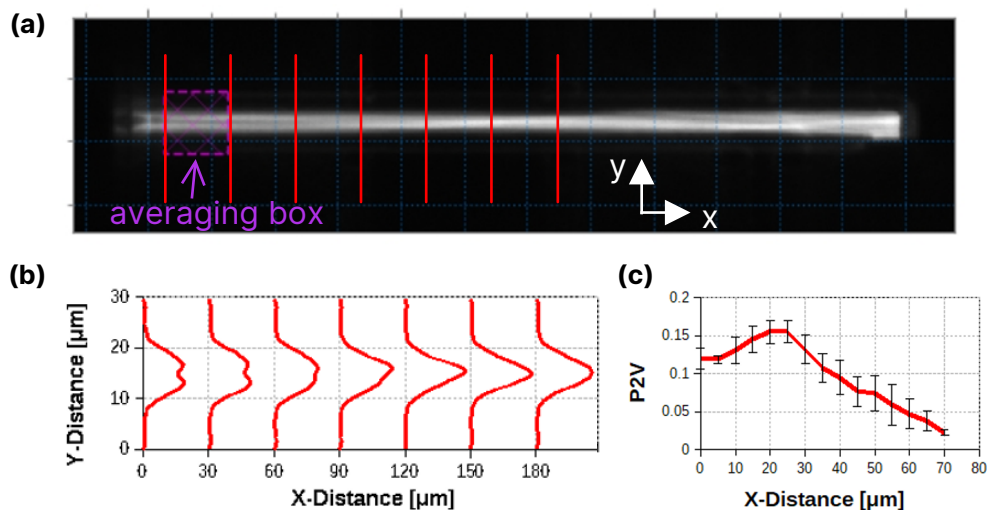 (a)
y
x
averaging box
(b)
(c)
Y-Distance [µm]
30
20
10
0
0 30 60 90 120 150 180
X-Distance [µm]
P2V
0.2
0.15
0.1
0.05
0
0 10 20 30 40 50 60 70 80
X-Distance [µm]